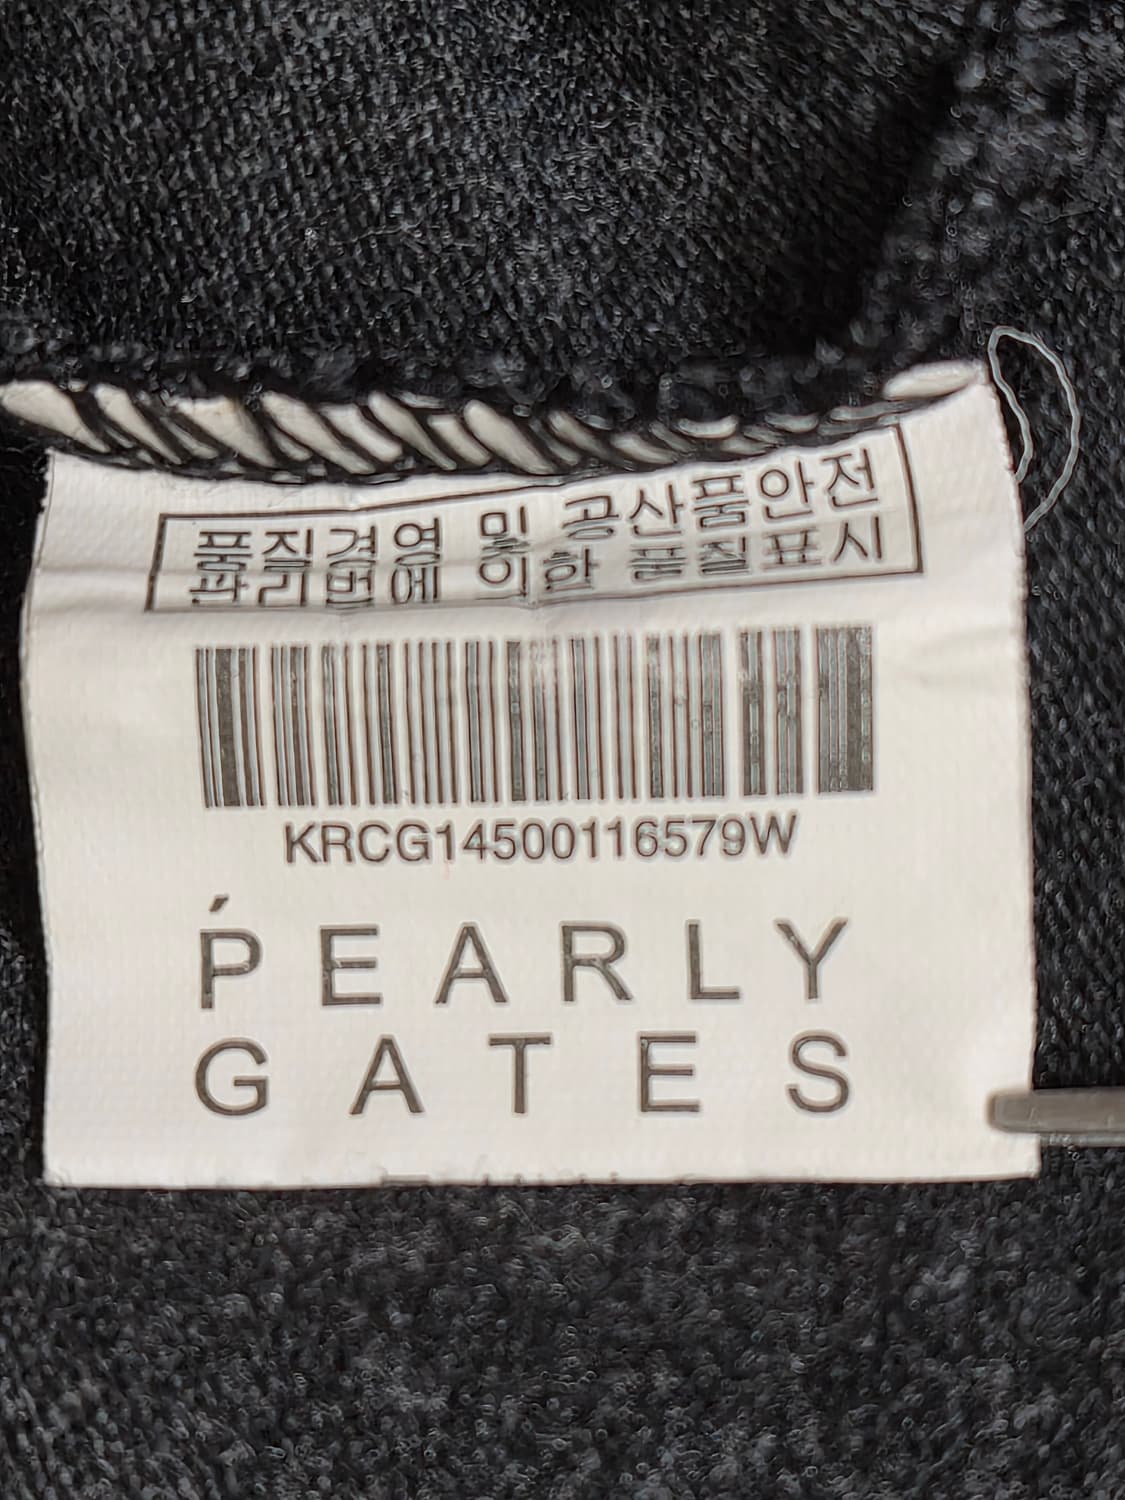 품질경영 및 공산품안전
관리법에 의한 품질표시
KRCG14500116579W
ṔEARLY
GATES